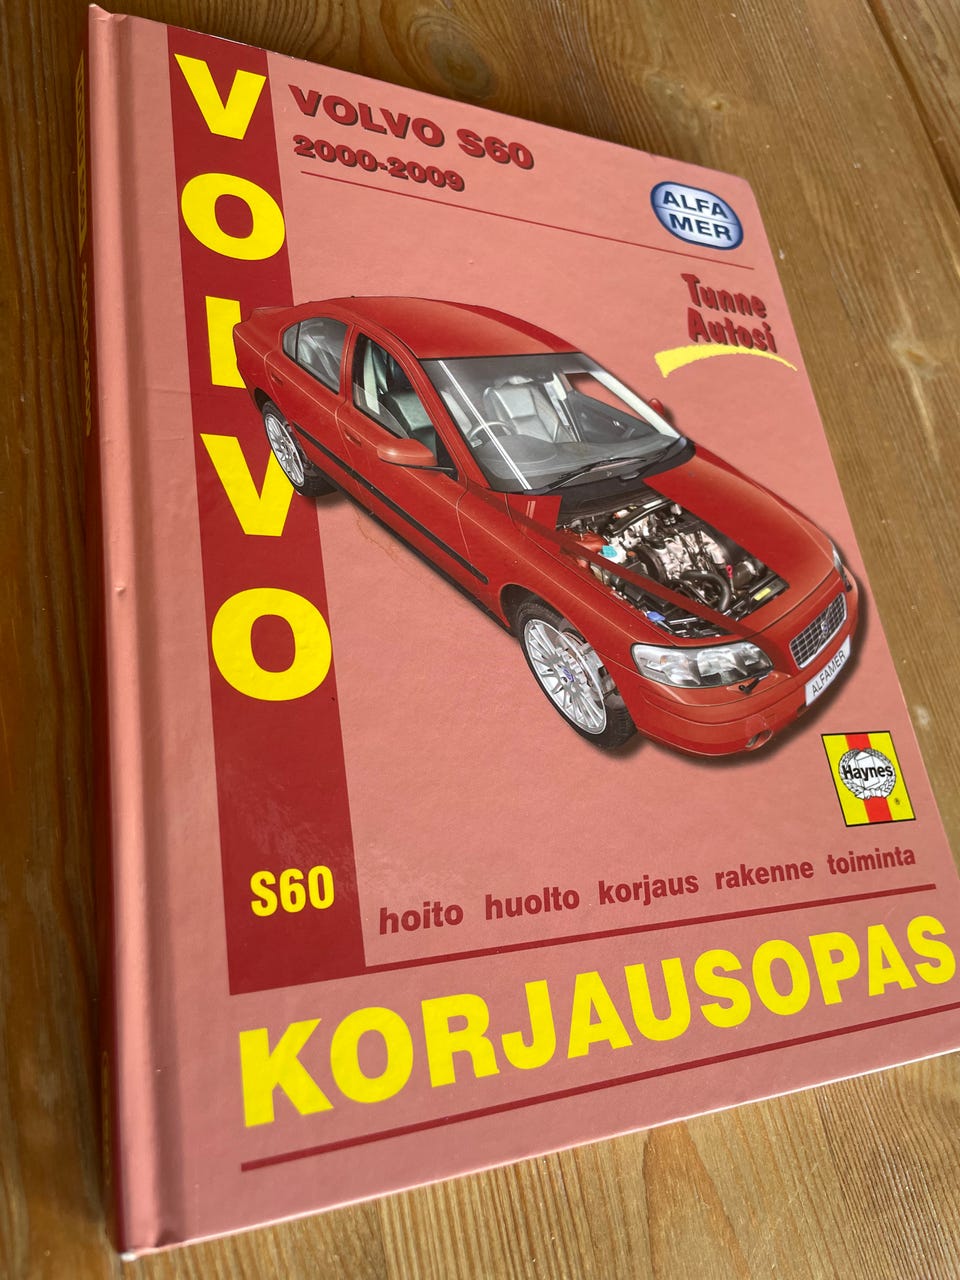 VOLVO
VOLVO S60
2000-2009
ALFA
MER
Tunne
Autosi
ALFAMER
Haynes
®
S60
hoito huolto korjaus rakenne toiminta
KORJAUSOPAS